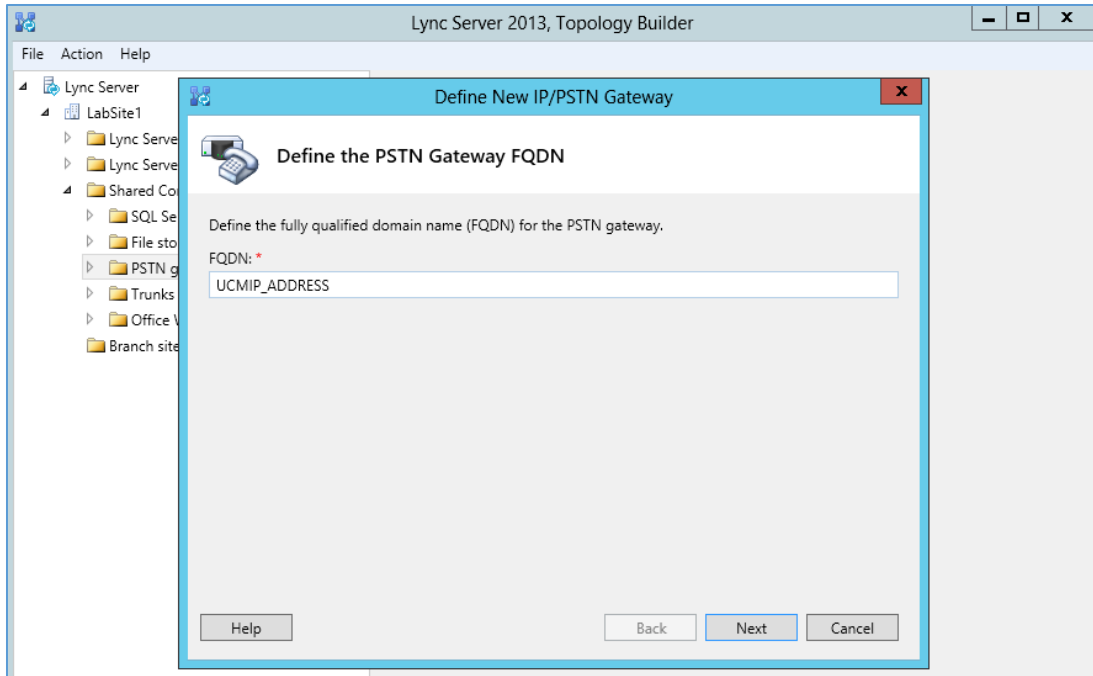 Lync Server 2013, Topology Builder
File Action Help
Lync Server
LabSite1
Lync Serve
Lync Serve
Shared Co
SQL Se
File sto
PSTN g
Trunks
Office
Branch site
Define New IP/PSTN Gateway
x
Define the PSTN Gateway FQDN
Define the fully qualified domain name (FQDN) for the PSTN gateway.
FQDN: *
UCMIP_ADDRESS
Help Back Next Cancel